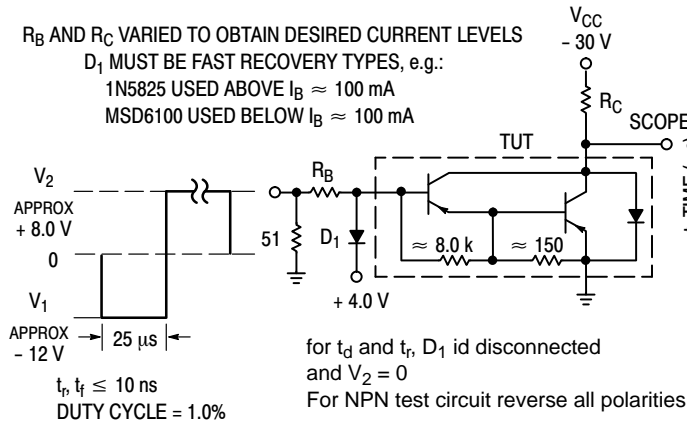 R_B AND R_C VARIED TO OBTAIN DESIRED CURRENT LEVELS
D_1 MUST BE FAST RECOVERY TYPES, e.g.:
1N5825 USED ABOVE I_B ≈ 100 mA
MSD6100 USED BELOW I_B ≈ 100 mA
V_CC
- 30 V
R_C
SCOPE
TUT
R_B
V_2
APPROX
+ 8.0 V
51
D_1
≈ 8.0 k
≈ 150
0
+ 4.0 V
V_1
APPROX
- 12 V
25 μs
t_r, t_f ≤ 10 ns
DUTY CYCLE = 1.0%
for t_d and t_r, D_1 id disconnected
and V_2 = 0
For NPN test circuit reverse all polarities